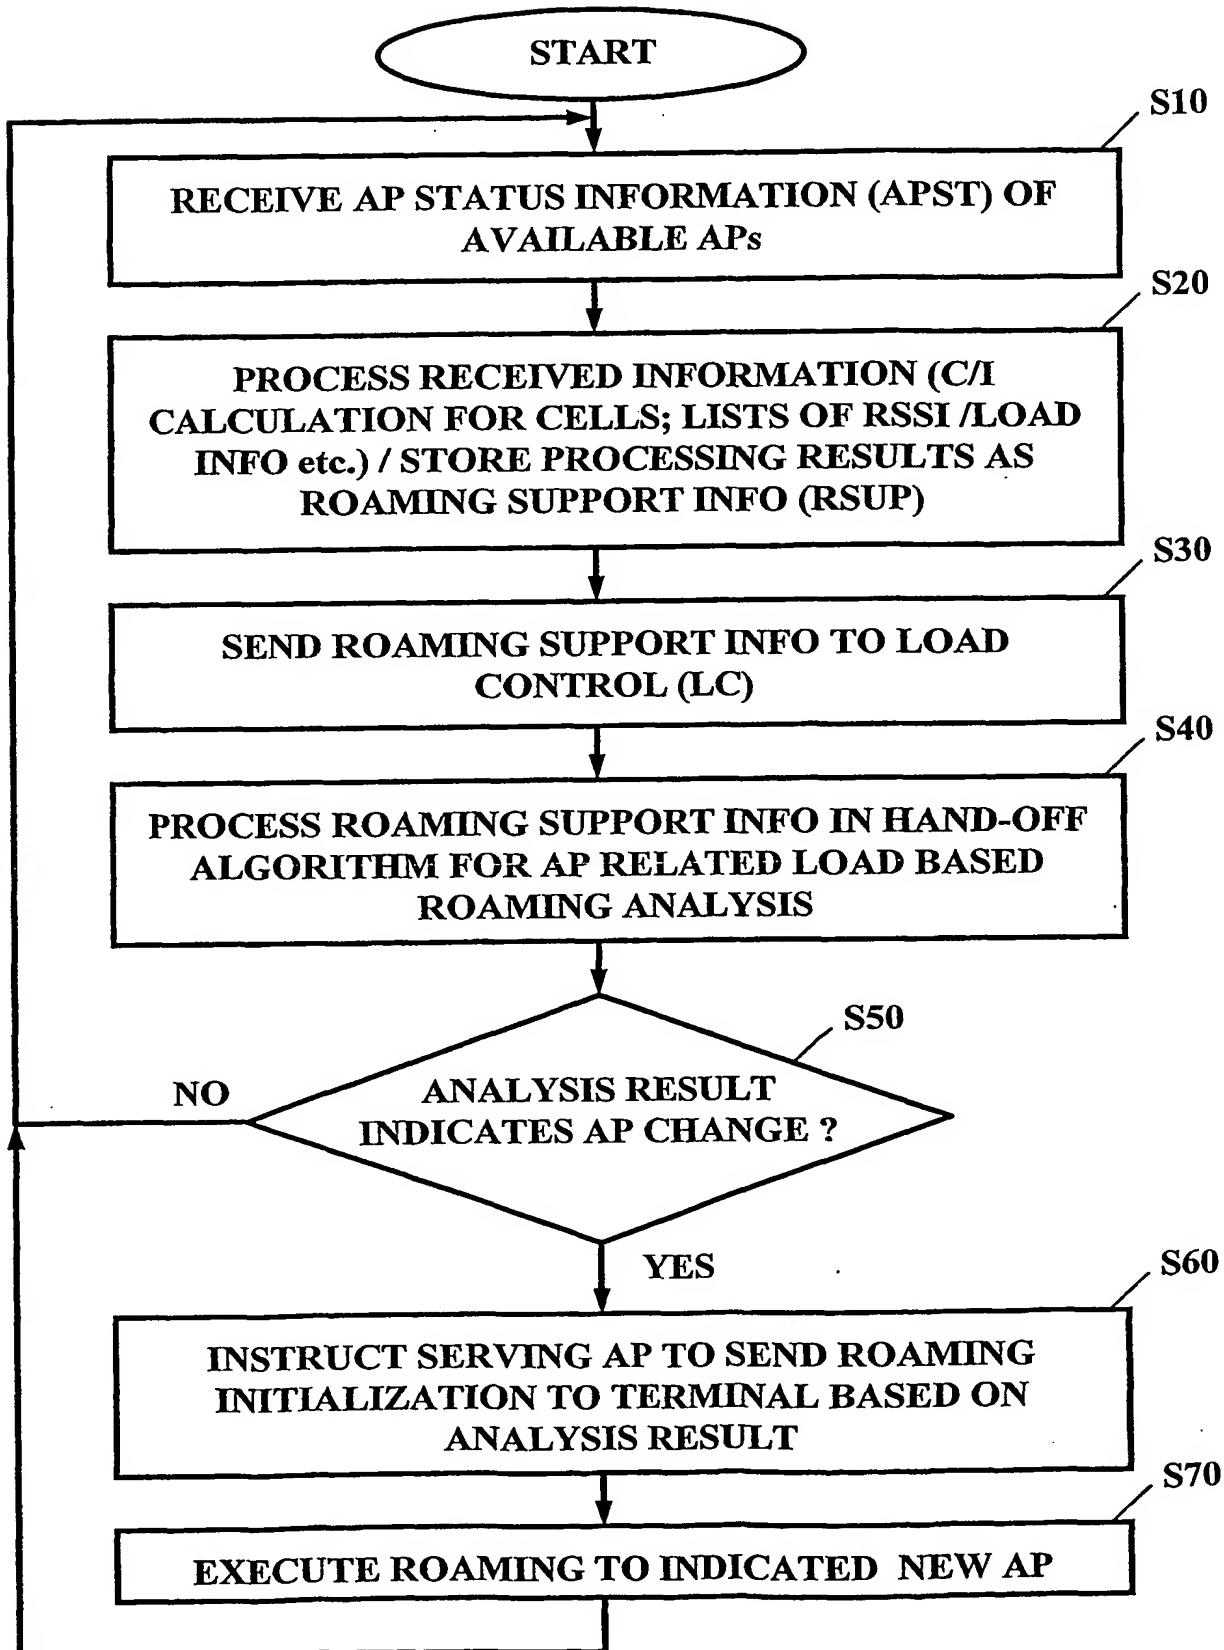 START
S10
RECEIVE AP STATUS INFORMATION (APST) OF
AVAILABLE APs
S20
PROCESS RECEIVED INFORMATION (C/I
CALCULATION FOR CELLS; LISTS OF RSSI /LOAD
INFO etc.) / STORE PROCESSING RESULTS AS
ROAMING SUPPORT INFO (RSUP)
S30
SEND ROAMING SUPPORT INFO TO LOAD
CONTROL (LC)
S40
PROCESS ROAMING SUPPORT INFO IN HAND-OFF
ALGORITHM FOR AP RELATED LOAD BASED
ROAMING ANALYSIS
S50
NO
ANALYSIS RESULT
INDICATES AP CHANGE ?
YES
S60
INSTRUCT SERVING AP TO SEND ROAMING
INITIALIZATION TO TERMINAL BASED ON
ANALYSIS RESULT
S70
EXECUTE ROAMING TO INDICATED NEW AP